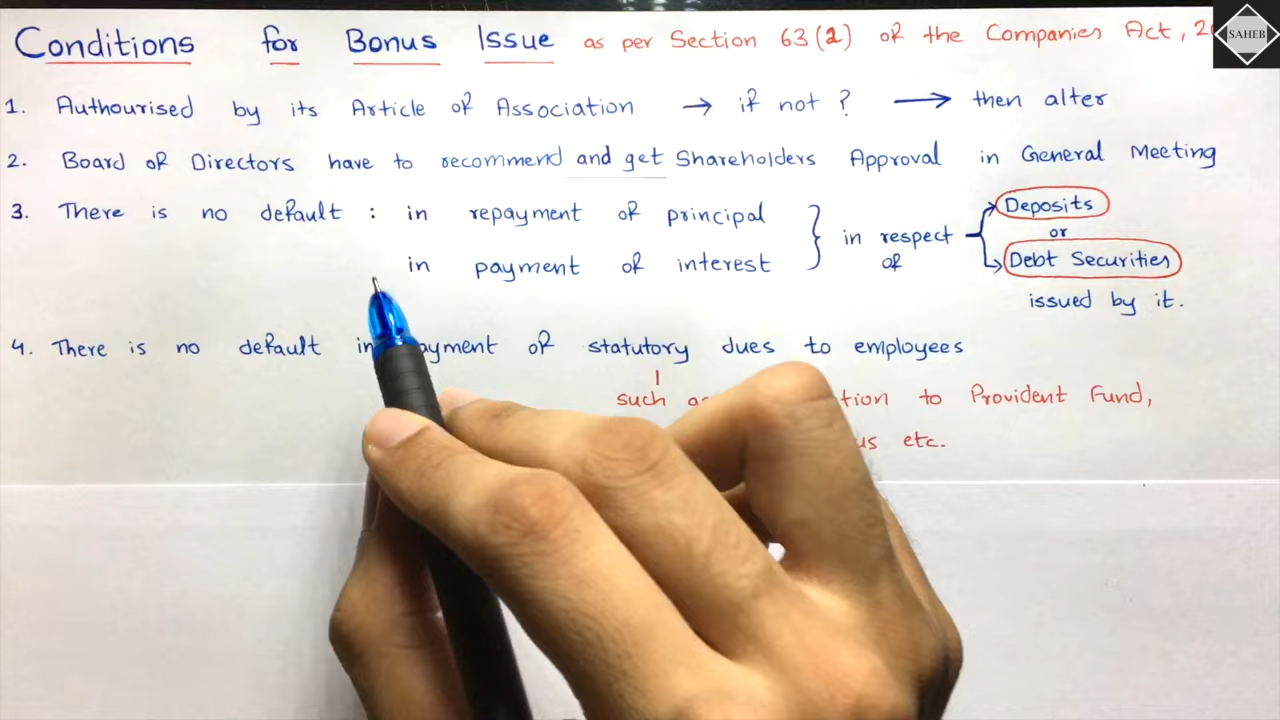 Conditions for Bonus Issue as per Section 63(2) of the Companies Act,
SAHEB
1. Authourised by its Article of Association → if not ? → then alter
2. Board of Directors have to recommend and get Shareholders Approval in General Meeting
3. There is no default : in repayment of principal
in payment of interest
in respect of
Deposits
or
Debt Securities
issued by it.
4. There is no default in payment of statutory dues to employees
such to Provident Fund,
etc.